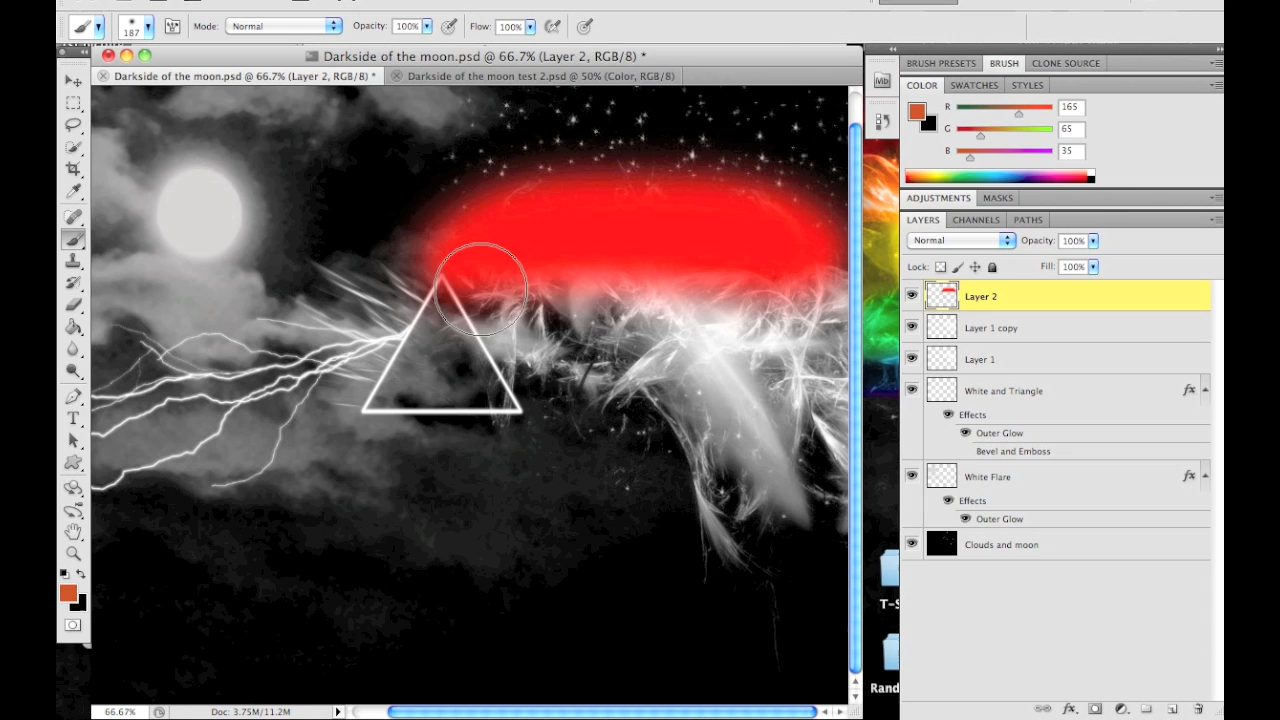 187 Mode: Normal Opacity: 100% Flow: 100%
Darkside of the moon.psd @ 66.7% (Layer 2, RGB/8) *
Darkside of the moon.psd @ 66.7% (Layer 2, RGB/8) * Darkside of the moon test 2.psd @ 50% (Color, RGB/8)
BRUSH PRESETS BRUSH CLONE SOURCE
Mb
COLOR SWATCHES STYLES
R 165
G 65
B 35
ADJUSTMENTS MASKS
LAYERS CHANNELS PATHS
Normal Opacity: 100%
Lock: Fill: 100%
Layer 2
Layer 1 copy
Layer 1
White and Triangle fx
Effects
Outer Glow
Bevel and Emboss
White Flare fx
Effects
Outer Glow
Clouds and moon
T
T-S
Rand
66.67% Doc: 3.75M/11.2M
fx